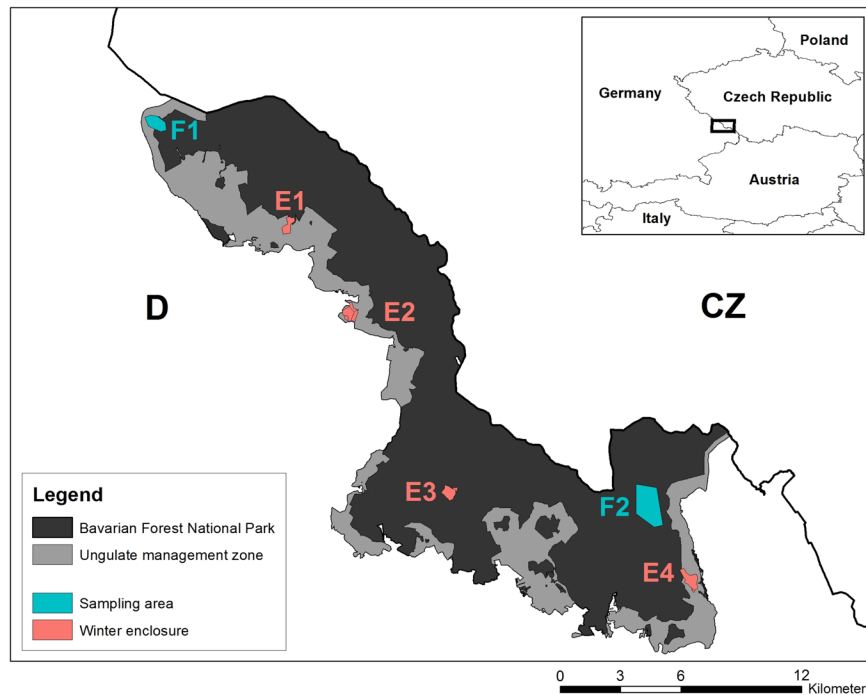 Poland
Germany
Czech Republic
Austria
Italy
F1
E1
D
E2
CZ
E3
F2
E4
Legend
Bavarian Forest National Park
Ungulate management zone
Sampling area
Winter enclosure
0 3 6 12
Kilometer